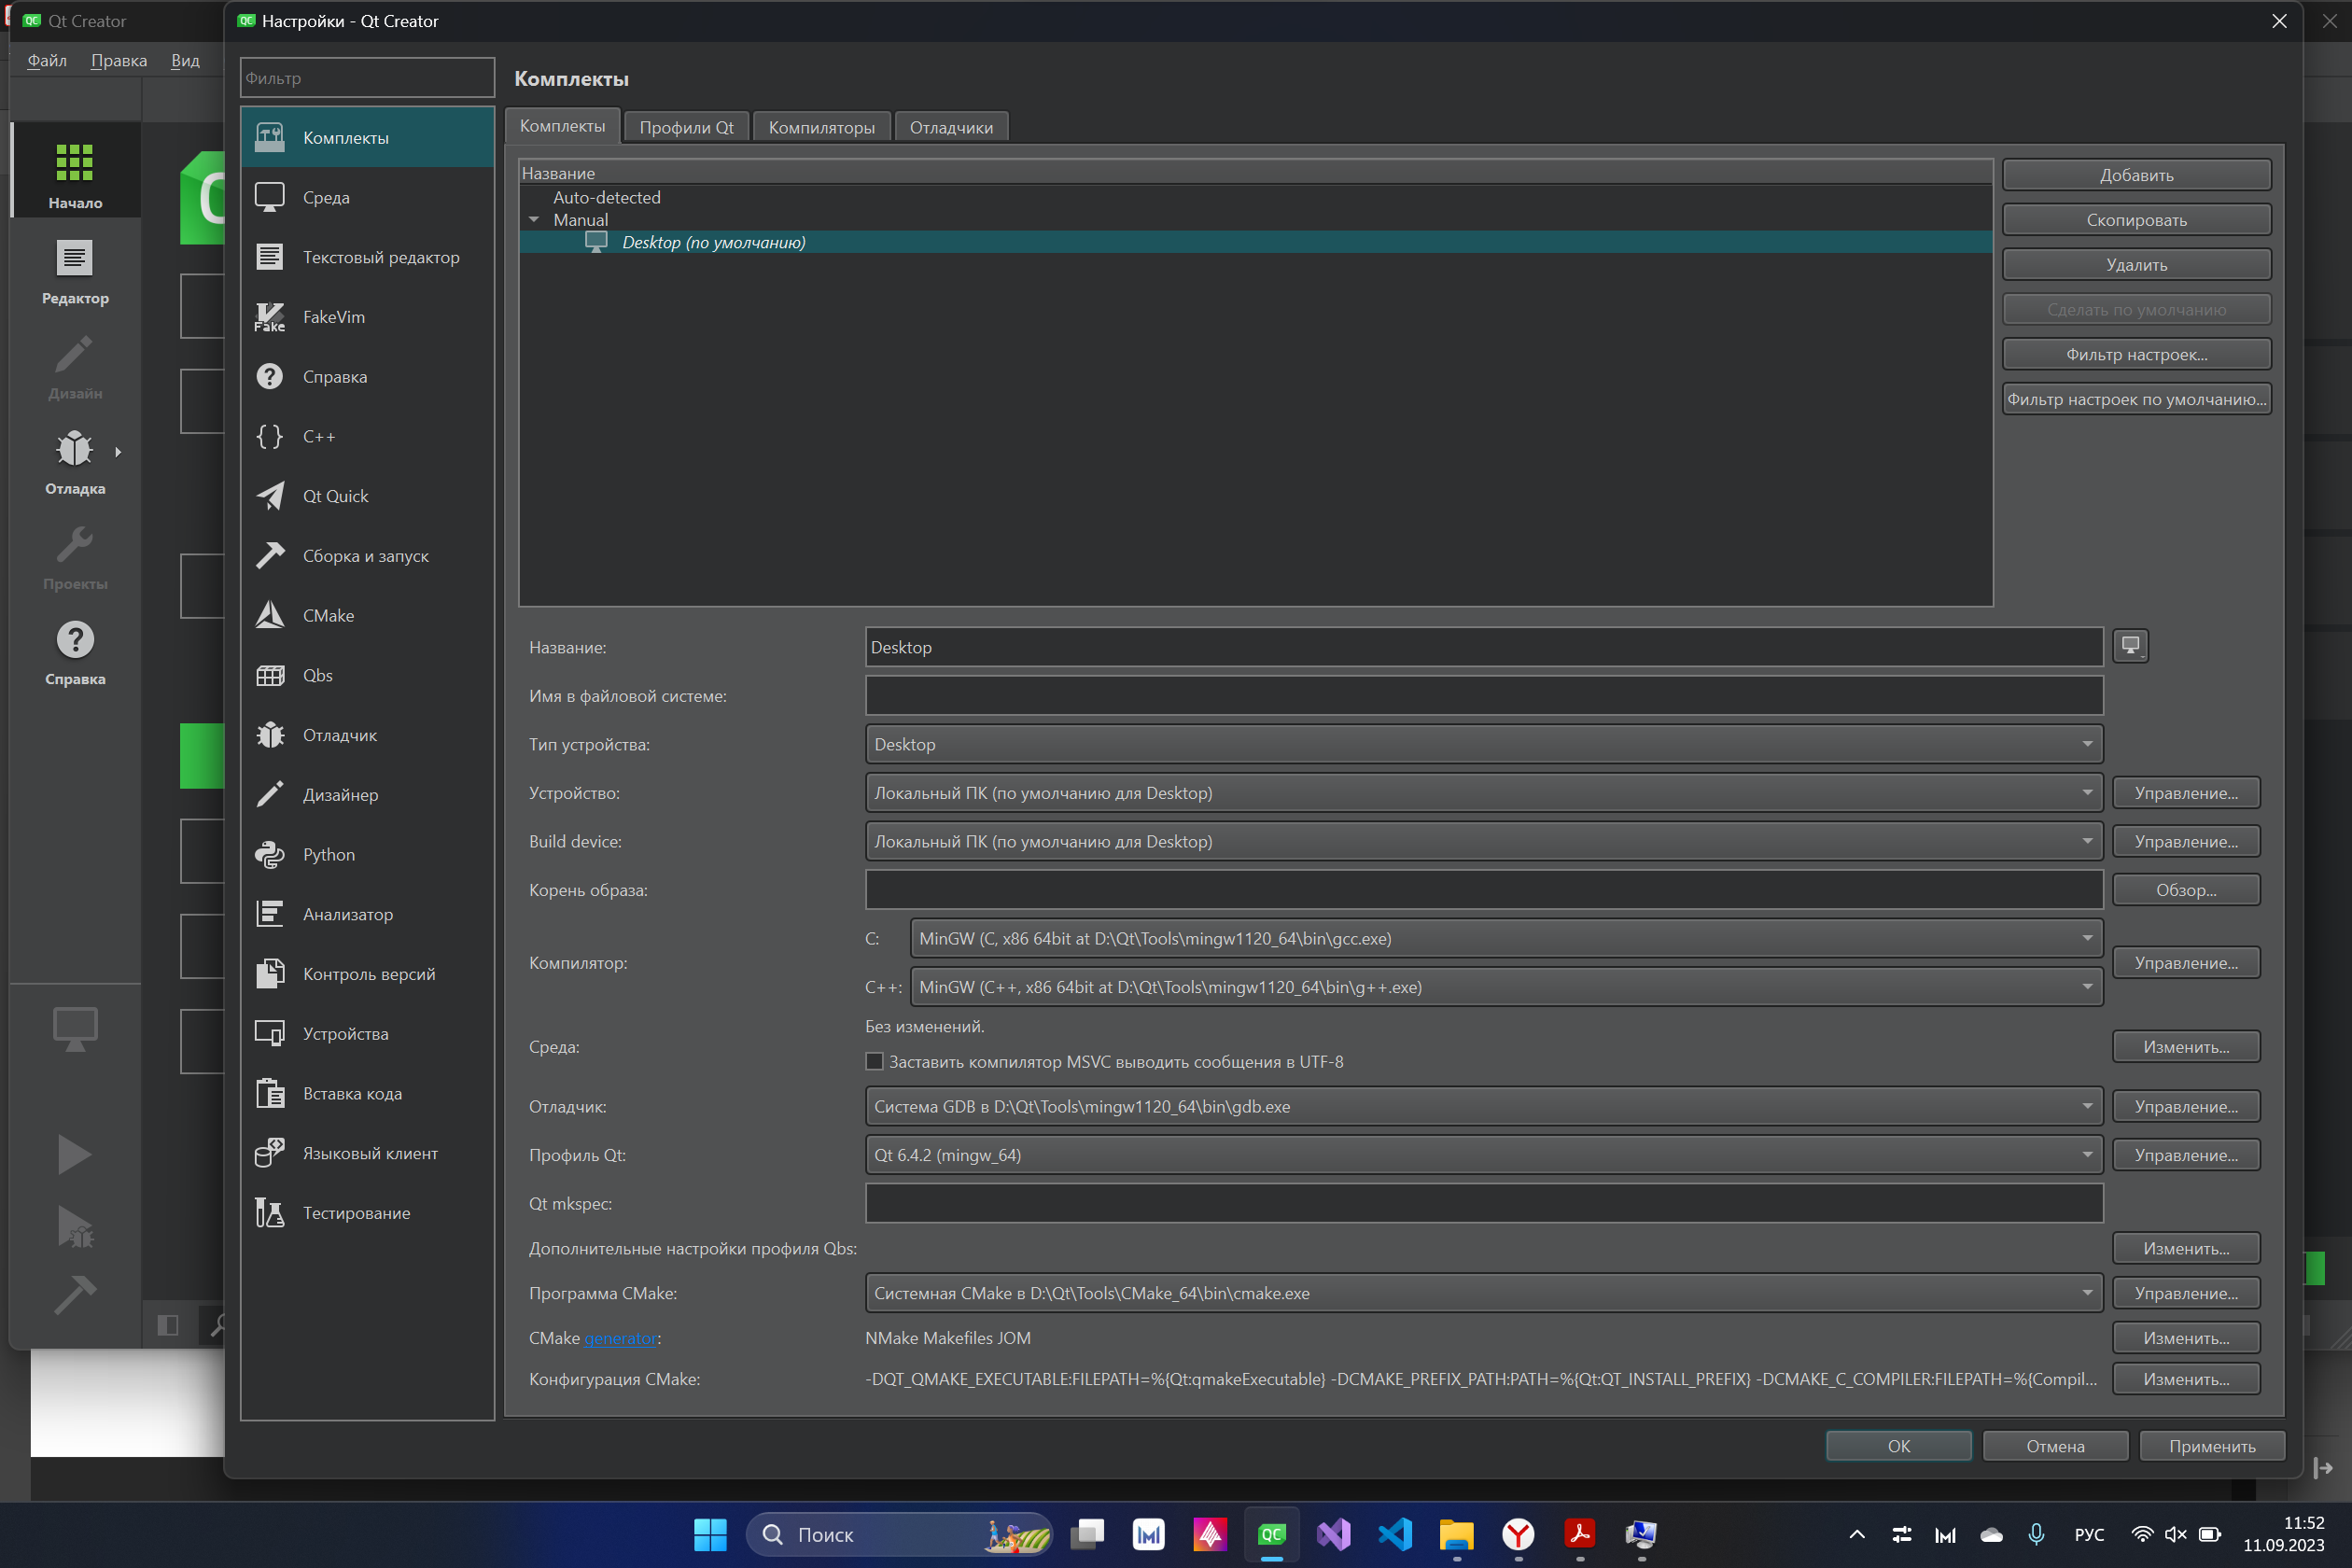 Qt Creator
Настройки - Qt Creator
Файл Правка Вид
Начало
Редактор
Дизайн
Отладка
Проекты
Справка
Фильтр
Комплекты
Среда
Текстовый редактор
FakeVim
Справка
C++
Qt Quick
Сборка и запуск
CMake
Qbs
Отладчик
Дизайнер
Python
Анализатор
Контроль версий
Устройства
Вставка кода
Языковый клиент
Тестирование
Комплекты
Комплекты Профили Qt Компиляторы Отладчики
Название
Auto-detected
Manual
Desktop (по умолчанию)
Добавить
Скопировать
Удалить
Сделать по умолчанию
Фильтр настроек...
Фильтр настроек по умолчанию...
Название: Desktop
Имя в файловой системе:
Тип устройства: Desktop
Устройство: Локальный ПК (по умолчанию для Desktop) Управление...
Build device: Локальный ПК (по умолчанию для Desktop) Управление...
Корень образа: Обзор...
Компилятор: Управление...
C: MinGW (C, x86 64bit at D:\Qt\Tools\mingw1120_64\bin\gcc.exe)
C++: MinGW (C++, x86 64bit at D:\Qt\Tools\mingw1120_64\bin\g++.exe)
Среда: Изменить...
Без изменений.
Заставить компилятор MSVC выводить сообщения в UTF-8
Отладчик: Система GDB в D:\Qt\Tools\mingw1120_64\bin\gdb.exe Управление...
Профиль Qt: Qt 6.4.2 (mingw_64) Управление...
Qt mkspec:
Дополнительные настройки профиля Qbs: Изменить...
Программа CMake: Системная CMake в D:\Qt\Tools\CMake_64\bin\cmake.exe Управление...
CMake generator: NMake Makefiles JOM Изменить...
Конфигурация CMake: -DQT_QMAKE_EXECUTABLE:FILEPATH=%{Qt:qmakeExecutable} -DCMAKE_PREFIX_PATH:PATH=%{Qt:QT_INSTALL_PREFIX} -DCMAKE_C_COMPILER:FILEPATH=%{Compil... Изменить...
OK Отмена Применить
Поиск
РУС
11:52
11.09.2023